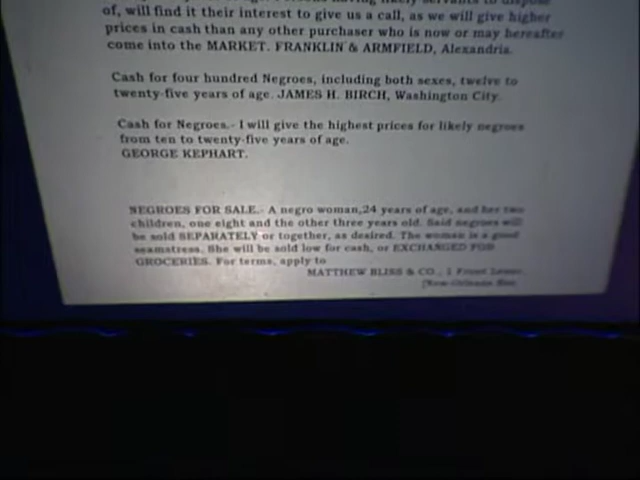 of, will find it their interest to give us a call, as we will give higher
prices in cash than any other purchaser who is now or may hereafter
come into the MARKET. FRANKLIN & ARMFIELD, Alexandria.
Cash for four hundred Negroes, including both sexes, twelve to
twenty-five years of age. JAMES H. BIRCH, Washington City.
Cash for Negroes.- I will give the highest prices for likely negroes
from ten to twenty-five years of age.
GEORGE KEPHART.
NEGROES FOR SALE.- A negro woman,24 years of age, and her two
children, one eight and the other three years old. Said negroes will
be sold SEPARATELY or together, as desired. The woman is a good
seamstress. She will be sold low for cash, or EXCHANGED FOR
GROCERIES. For terms, apply to
MATTHEW BLISS & CO., 1 Front Levee
[New Orleans Bee